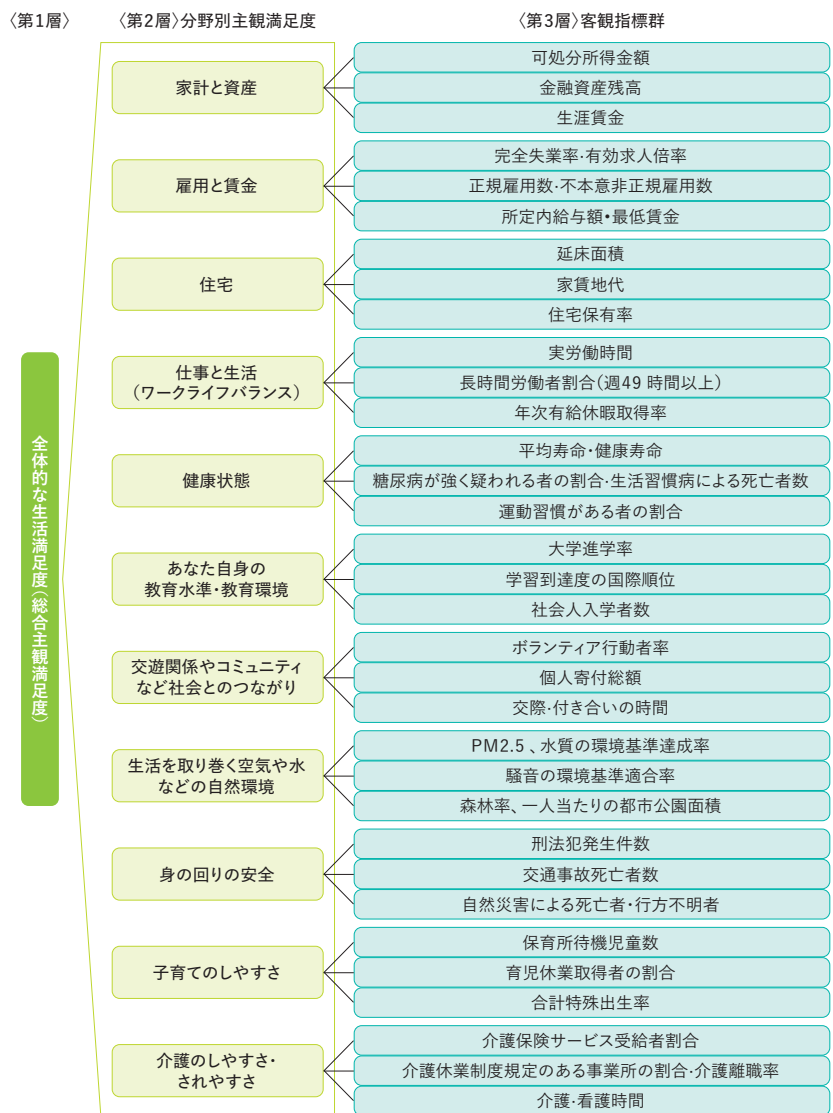 〈第1層〉
〈第2層〉分野別主観満足度
〈第3層〉客観指標群
全体的な生活満足度(総合主観満足度)
家計と資産
可処分所得金額
金融資産残高
生涯賃金
雇用と賃金
完全失業率・有効求人倍率
正規雇用数・不本意非正規雇用数
所定内給与額・最低賃金
住宅
延床面積
家賃地代
住宅保有率
仕事と生活
(ワークライフバランス)
実労働時間
長時間労働者割合(週49 時間以上)
年次有給休暇取得率
健康状態
平均寿命・健康寿命
糖尿病が強く疑われる者の割合・生活習慣病による死亡者数
運動習慣がある者の割合
あなた自身の
教育水準・教育環境
大学進学率
学習到達度の国際順位
社会人入学者数
交遊関係やコミュニティ
など社会とのつながり
ボランティア行動者率
個人寄付総額
交際・付き合いの時間
生活を取り巻く空気や水
などの自然環境
PM2.5 、水質の環境基準達成率
騒音の環境基準適合率
森林率、一人当たりの都市公園面積
身の回りの安全
刑法犯発生件数
交通事故死亡者数
自然災害による死亡者・行方不明者
子育てのしやすさ
保育所待機児童数
育児休業取得者の割合
合計特殊出生率
介護のしやすさ・
されやすさ
介護保険サービス受給者割合
介護休業制度規定のある事業所の割合・介護離職率
介護・看護時間